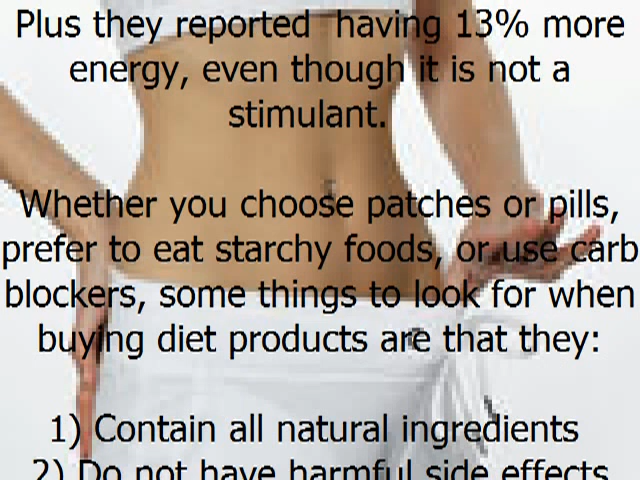 Plus they reported  having 13% more
energy, even though it is not a
stimulant.
Whether you choose patches or pills,
prefer to eat starchy foods, or use carb
blockers, some things to look for when
buying diet products are that they:
1) Contain all natural ingredients
2) Do not have harmful side effects